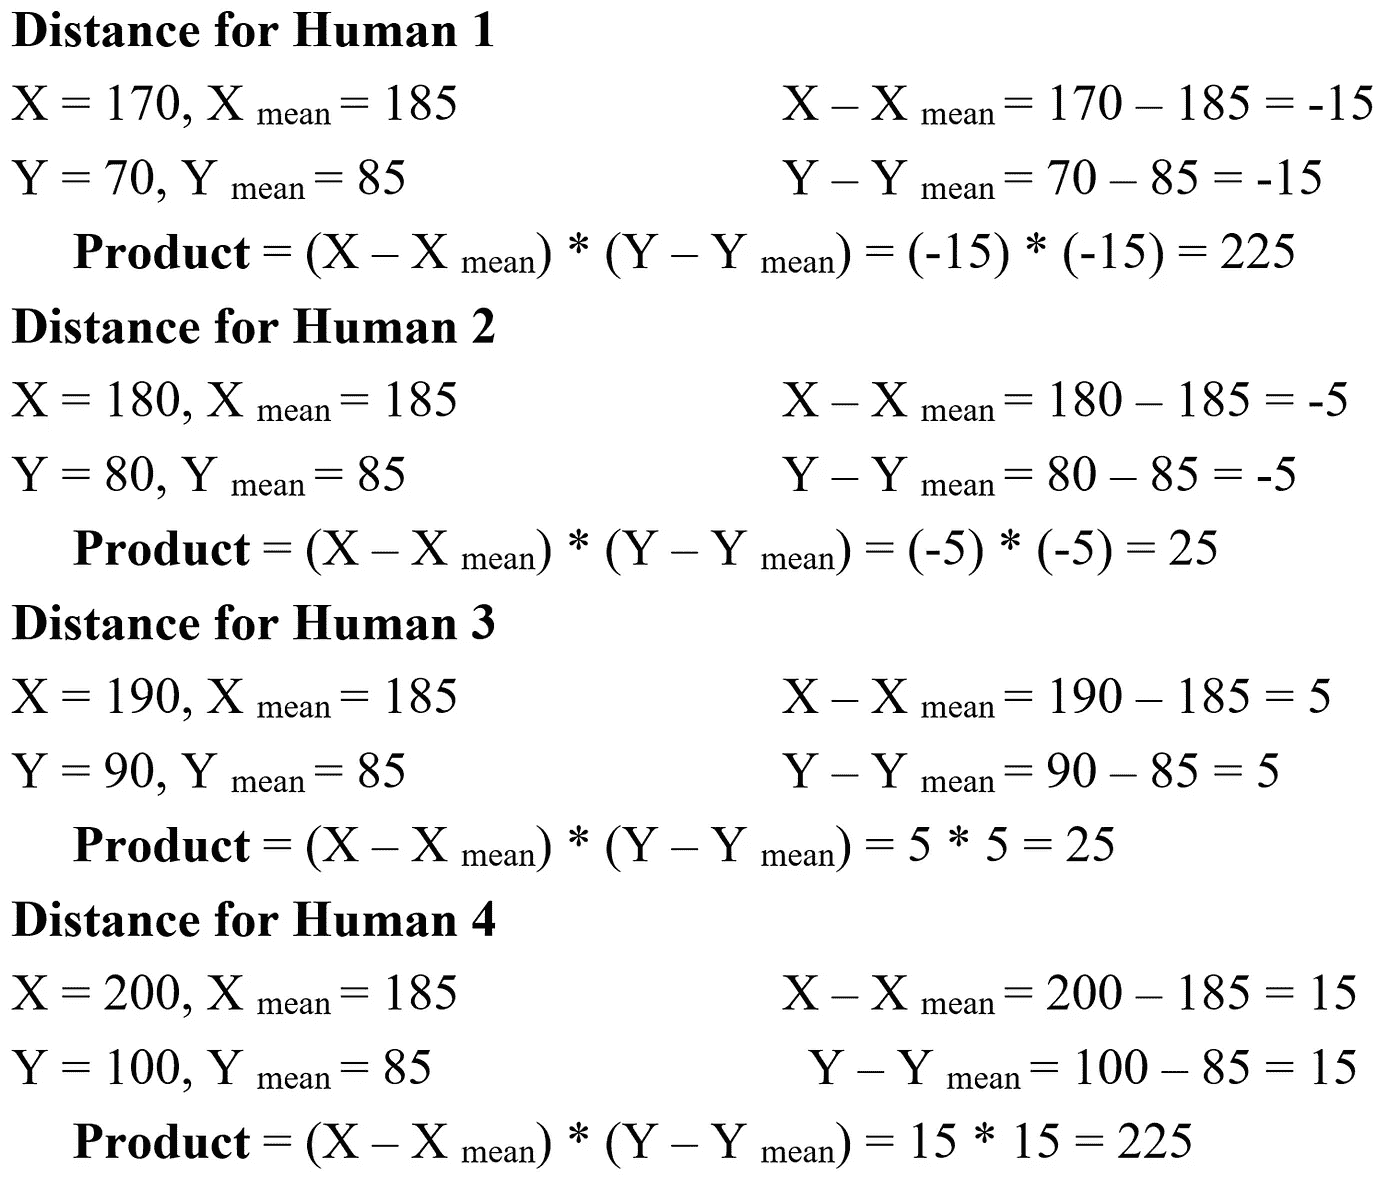 Distance for Human 1
X = 170, X mean = 185 X – X mean = 170 – 185 = -15
Y = 70, Y mean = 85 Y – Y mean = 70 – 85 = -15
Product = (X – X mean) * (Y – Y mean) = (-15) * (-15) = 225
Distance for Human 2
X = 180, X mean = 185 X – X mean = 180 – 185 = -5
Y = 80, Y mean = 85 Y – Y mean = 80 – 85 = -5
Product = (X – X mean) * (Y – Y mean) = (-5) * (-5) = 25
Distance for Human 3
X = 190, X mean = 185 X – X mean = 190 – 185 = 5
Y = 90, Y mean = 85 Y – Y mean = 90 – 85 = 5
Product = (X – X mean) * (Y – Y mean) = 5 * 5 = 25
Distance for Human 4
X = 200, X mean = 185 X – X mean = 200 – 185 = 15
Y = 100, Y mean = 85 Y – Y mean = 100 – 85 = 15
Product = (X – X mean) * (Y – Y mean) = 15 * 15 = 225